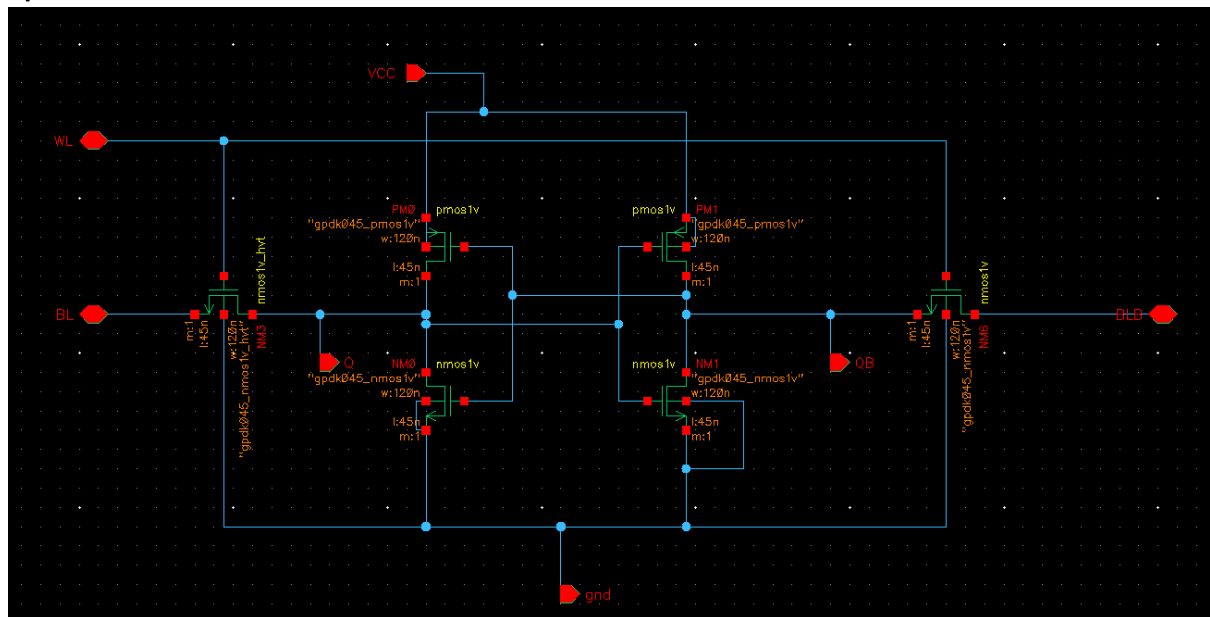 VCC
WL
PM0
pmos1v
"gpdk045_pmos1v"
w:120n
l:45n
m:1
pmos1v
PM1
"gpdk045_pmos1v"
w:120n
l:45n
m:1
BL
nmos1v_hvt
m:1
l:45n
w:120n
"gpdk045_nmos1v_hvt"
NM3
Q
NM0
nmos1v
"gpdk045_nmos1v"
w:120n
l:45n
m:1
nmos1v
NM1
"gpdk045_nmos1v"
w:120n
l:45n
m:1
QB
nmos1v
m:1
l:45n
w:120n
"gpdk045_nmos1v"
NM6
BLB
gnd